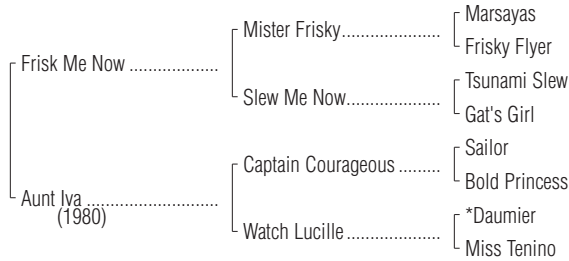 Marsayas
Mister Frisky....................
Frisky Flyer
Frisk Me Now ..................
Tsunami Slew
Slew Me Now....................
Gat's Girl
Sailor
Captain Courageous .........
Bold Princess
Aunt Iva ...........................
(1980)
*Daumier
Watch Lucille....................
Miss Tenino